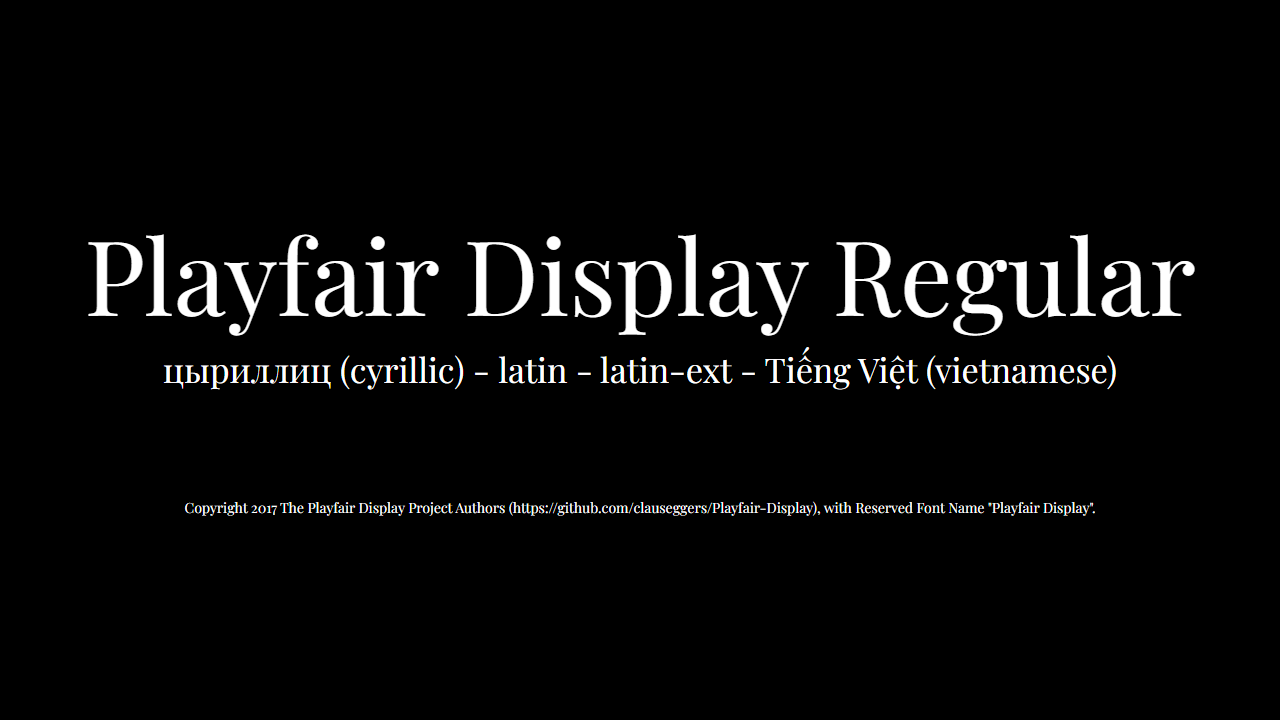 Playfair Display Regular
цыриллиц (cyrillic) - latin - latin-ext - Tiếng Việt (vietnamese)
Copyright 2017 The Playfair Display Project Authors (https://github.com/clauseggers/Playfair-Display), with Reserved Font Name "Playfair Display".